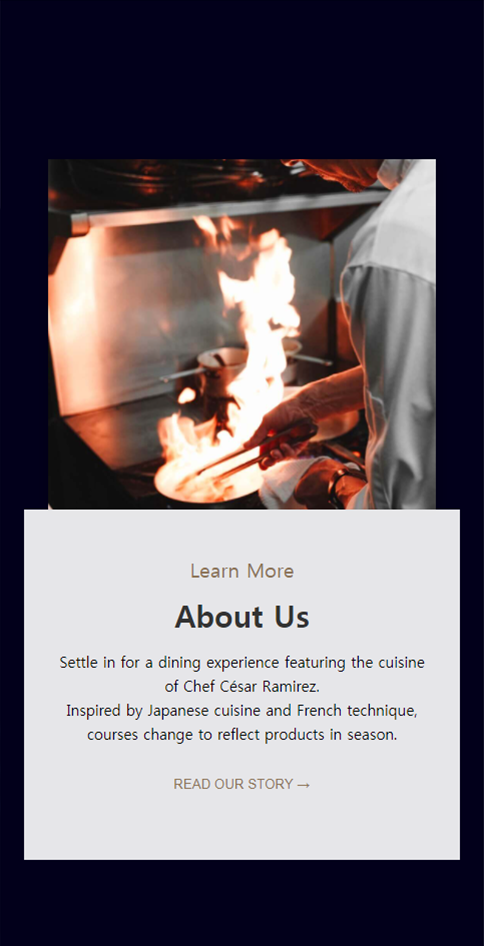 Learn More
About Us
Settle in for a dining experience featuring the cuisine
of Chef César Ramirez.
Inspired by Japanese cuisine and French technique,
courses change to reflect products in season.
READ OUR STORY →